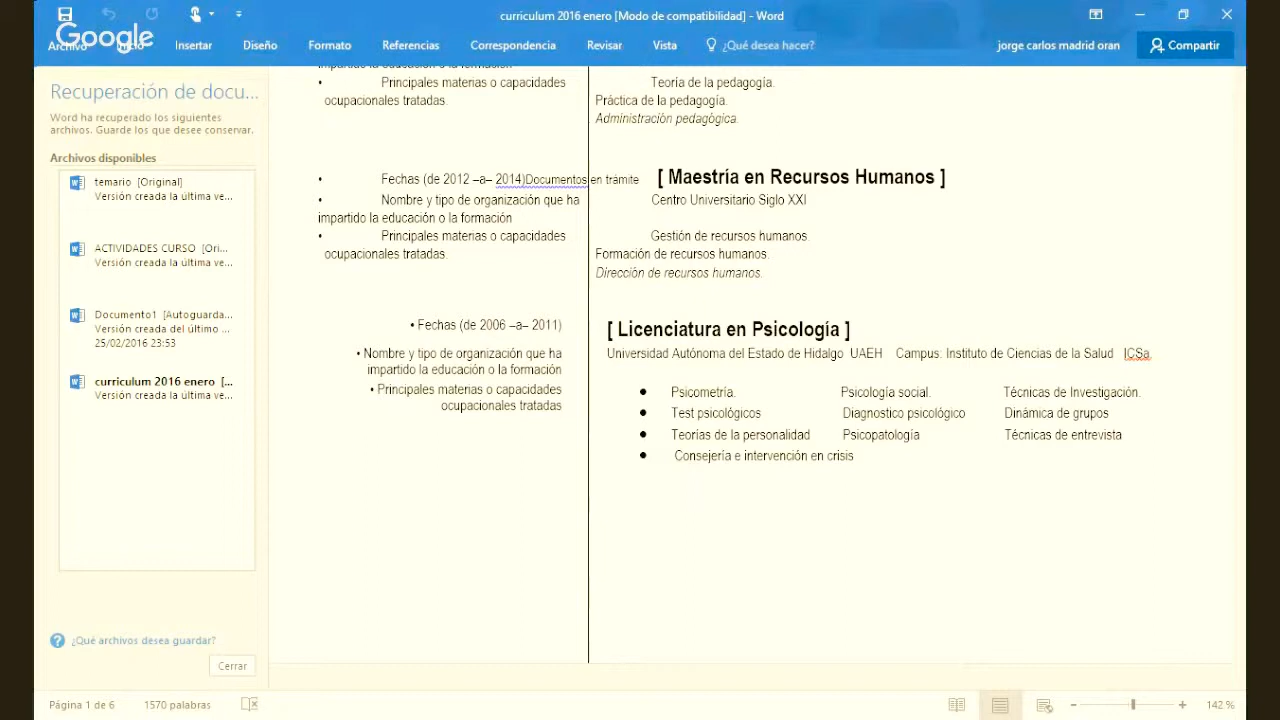 curriculum 2016 enero [Modo de compatibilidad] - Word
Google
Archivo Inicio Insertar Diseño Formato Referencias Correspondencia Revisar Vista ¿Qué desea hacer? jorge carlos madrid oran Compartir
Recuperación de docu...
Word ha recuperado los siguientes
archivos. Guarde los que desee conservar.
Archivos disponibles
temario [Original]
Versión creada la última ve...
ACTIVIDADES CURSO [Ori...
Versión creada la última ve...
Documento1 [Autoguarda...
Versión creada del último ...
25/02/2016 23:53
curriculum 2016 enero [...
Versión creada la última ve...
¿Qué archivos desea guardar?
Cerrar
impartido la educación o la formación
• Principales materias o capacidades
ocupacionales tratadas.
Teoría de la pedagogía.
Práctica de la pedagogía.
Administración pedagógica.
• Fechas (de 2012 –a– 2014)Documentos en trámite [ Maestría en Recursos Humanos ]
• Nombre y tipo de organización que ha
impartido la educación o la formación
Centro Universitario Siglo XXI
• Principales materias o capacidades
ocupacionales tratadas.
Gestión de recursos humanos
Formación de recursos humanos.
Dirección de recursos humanos.
• Fechas (de 2006 –a– 2011) [ Licenciatura en Psicología ]
• Nombre y tipo de organización que ha
impartido la educación o la formación
Universidad Autónoma del Estado de Hidalgo UAEH Campus: Instituto de Ciencias de la Salud ICSa.
• Principales materias o capacidades
ocupacionales tratadas
● Psicometría. Psicología social. Técnicas de Investigación.
● Test psicológicos Diagnostico psicológico Dinámica de grupos
● Teorías de la personalidad Psicopatología Técnicas de entrevista
● Consejería e intervención en crisis
Página 1 de 6 1570 palabras 142 %